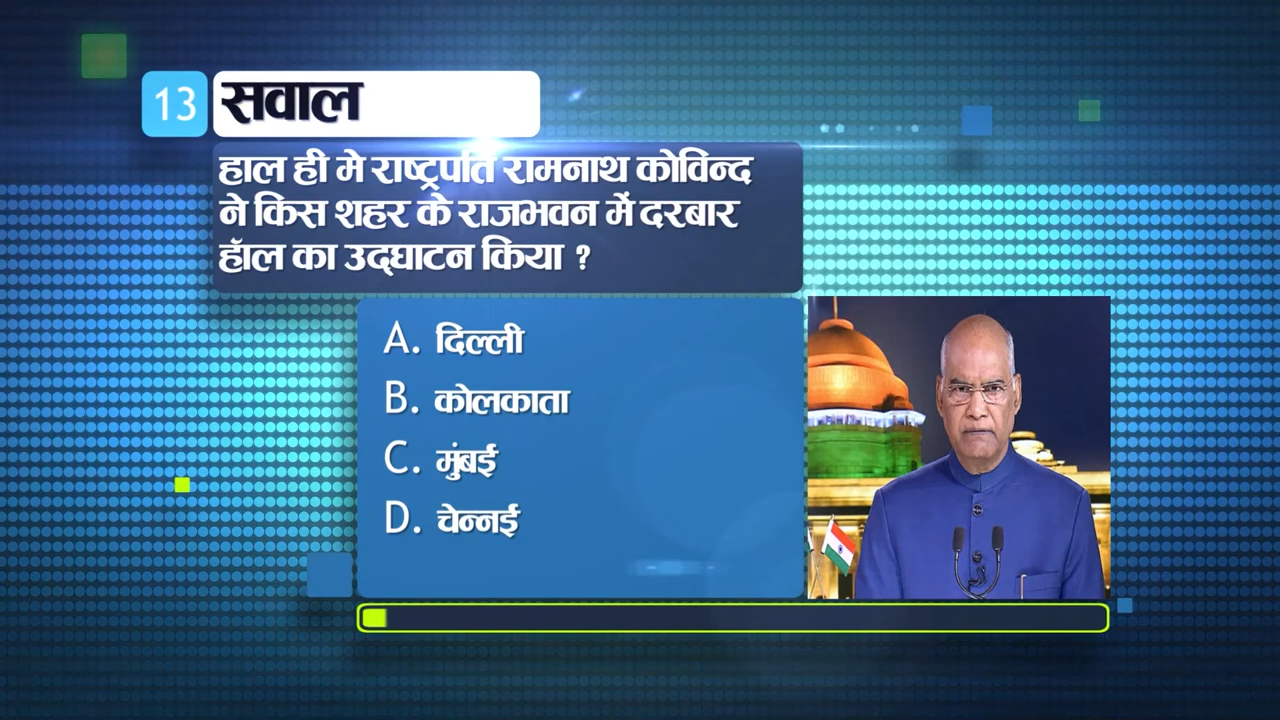 13 सवाल
हाल ही मे राष्ट्रपति रामनाथ कोविन्द
ने किस शहर के राजभवन में दरबार
हॅाल का उद्घाटन किया ?
A. दिल्ली
B. कोलकाता
C. मुंबई
D. चेन्नई